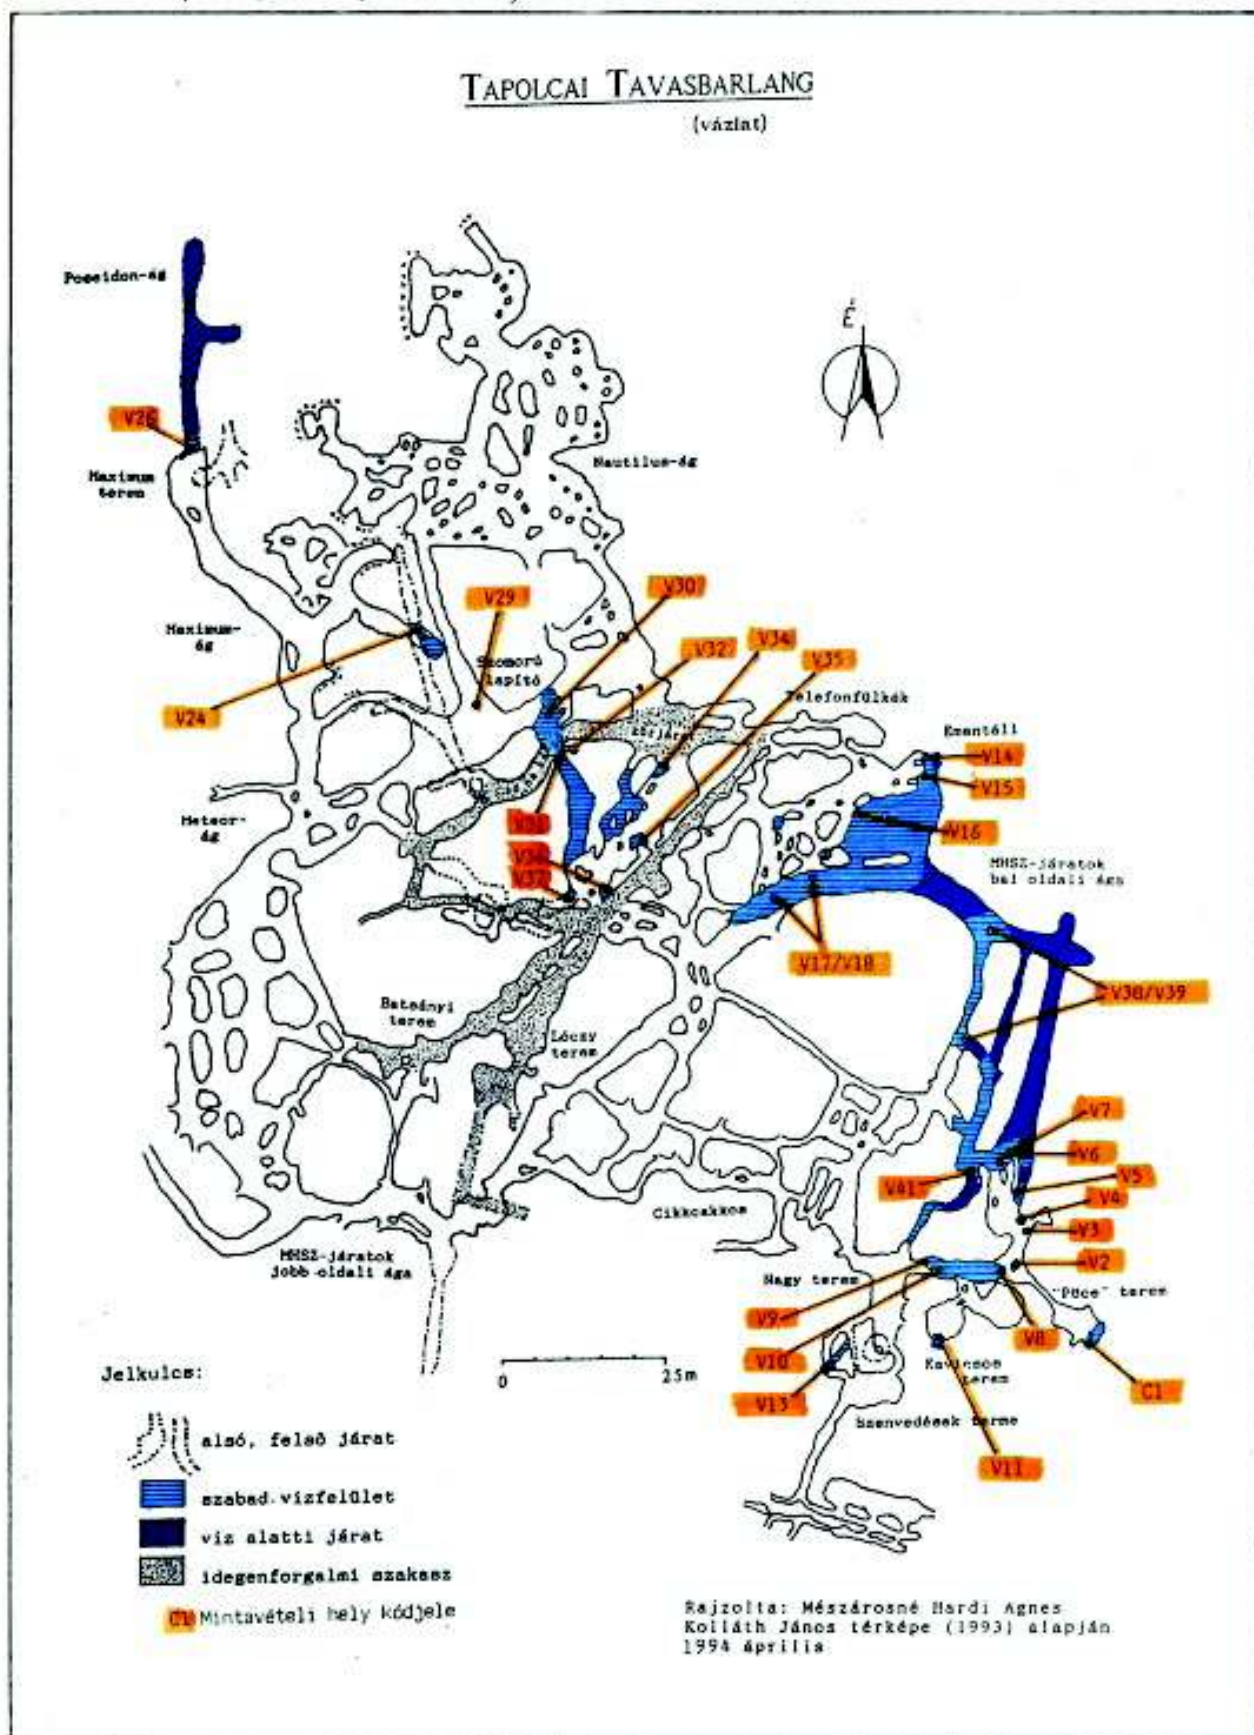 TAPOLCAI TAVASBARLANG
(vázlat)
Poseidon-ág
É
V26
Maximum
terem
Nautilus-ág
V29
V30
Maximum-
ág
V32
V34
V35
Szomorú
lapító
V24
Telefonfülkék
körjárat
Ementáli
V14
V15
Meteor-
ág
V16
V36
V37
MHSZ-járatok
bal oldali ága
V17/V18
V38/V39
Batsányi
terem
Lóczy
terem
V7
V6
V41
V5
V4
Cikkcakkos
V3
MHSZ-járatok
jobb oldali ága
Nagy terem
V2
"Pöce" terem
V9
V8
V10
Kavicsos
terem
C1
V13
Szenvedések terme
V11
0
25m
Jelkulcs:
alsó, felső járat
szabad vízfelület
víz alatti járat
idegenforgalmi szakasz
C1 Mintavételi hely kódjele
Rajzolta: Mészárosné Hardi Ágnes
Kolláth János térképe (1993) alapján
1994 április